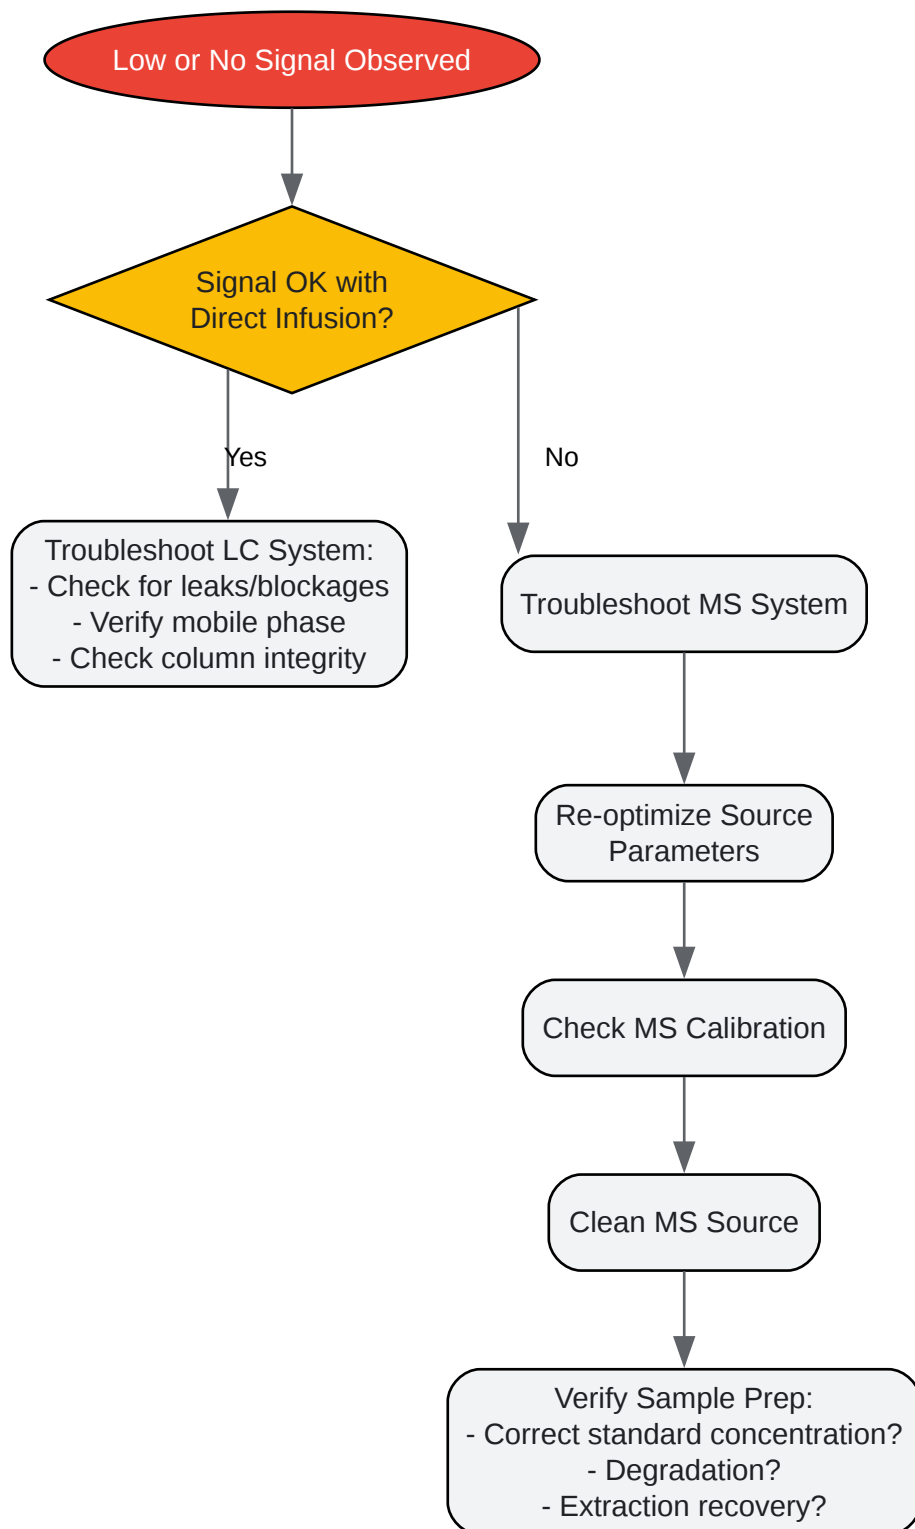 Low or No Signal Observed
Signal OK with
Direct Infusion?
Yes
No
Troubleshoot LC System:
- Check for leaks/blockages
- Verify mobile phase
- Check column integrity
Troubleshoot MS System
Re-optimize Source
Parameters
Check MS Calibration
Clean MS Source
Verify Sample Prep:
- Correct standard concentration?
- Degradation?
- Extraction recovery?